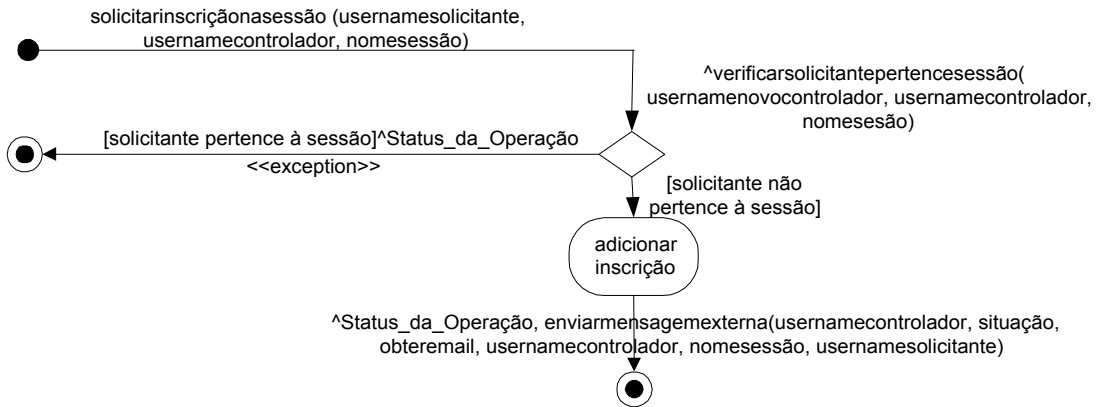 solicitarinscriçãonasessão (usernamesolicitante,
usernamecontrolador, nomesessão)
^verificarsolicitantepertencesessão(
usernamenovocontrolador, usernamecontrolador,
nomesesão)
[solicitante pertence à sessão]^Status_da_Operação
<<exception>>
[solicitante não
pertence à sessão]
adicionar
inscrição
^Status_da_Operação, enviarmensagemexterna(usernamecontrolador, situação,
obteremail, usernamecontrolador, nomesessão, usernamesolicitante)